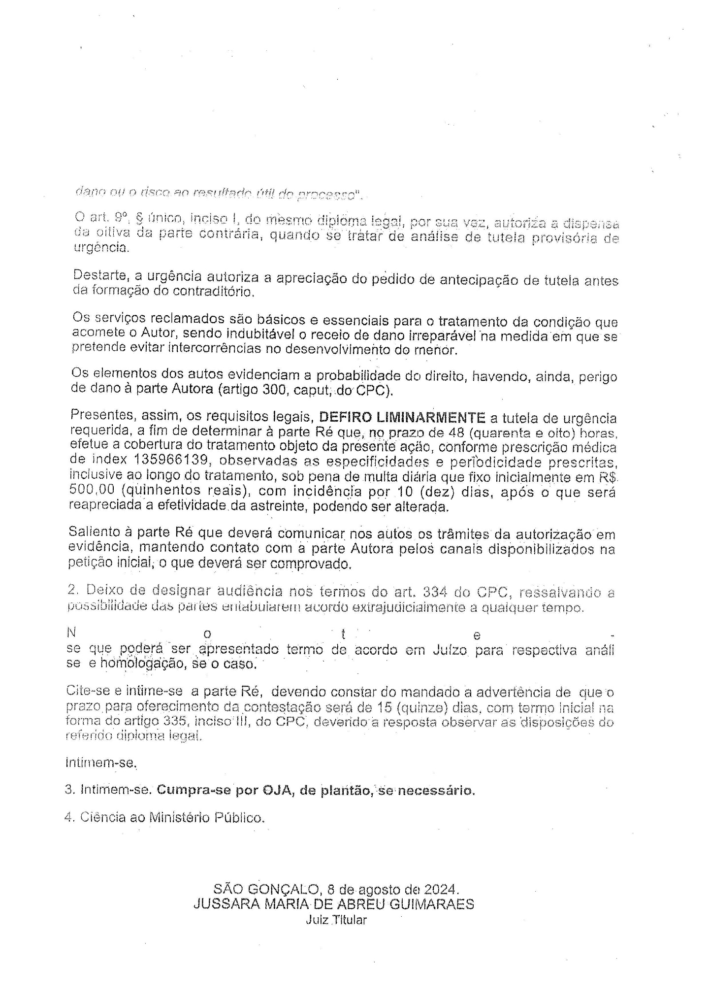 dano ou o risco ao resultado útil do processo".
O art. 9º, § único, inciso I, do mesmo diploma legal, por sua vez, autoriza a dispensa
da oitiva da parte contrária, quando se tratar de análise de tutela provisória de
urgência.
Destarte, a urgência autoriza a apreciação do pedido de antecipação de tutela antes
da formação do contraditório.
Os serviços reclamados são básicos e essenciais para o tratamento da condição que
acomete o Autor, sendo indubitável o receio de dano irreparável na medida em que se
pretende evitar intercorrências no desenvolvimento do menor.
Os elementos dos autos evidenciam a probabilidade do direito, havendo, ainda, perigo
de dano à parte Autora (artigo 300, caput, do CPC).
Presentes, assim, os requisitos legais, DEFIRO LIMINARMENTE a tutela de urgência
requerida, a fim de determinar à parte Ré que, no prazo de 48 (quarenta e oito) horas,
efetue a cobertura do tratamento objeto da presente ação, conforme prescrição médica
de index 135966139, observadas as especificidades e periodicidade prescritas,
inclusive ao longo do tratamento, sob pena de multa diária que fixo inicialmente em R$
500,00 (quinhentos reais), com incidência por 10 (dez) dias, após o que será
reapreciada a efetividade da astreinte, podendo ser alterada.
Saliento à parte Ré que deverá comunicar nos autos os trâmites da autorização em
evidência, mantendo contato com a parte Autora pelos canais disponibilizados na
petição inicial, o que deverá ser comprovado.
2. Deixo de designar audiência nos termos do art. 334 do CPC, ressalvando a
possibilidade das partes entabularem acordo extrajudicialmente a qualquer tempo.
N o t e -
se que poderá ser apresentado termo de acordo em Juízo para respectiva análi
se e homologação, se o caso.
Cite-se e intime-se a parte Ré, devendo constar do mandado a advertência de que o
prazo para oferecimento da contestação será de 15 (quinze) dias, com termo inicial na
forma do artigo 335, inciso III, do CPC, devendo a resposta observar as disposições do
referido diploma legal.
Intimem-se.
3. Intimem-se. Cumpra-se por OJA, de plantão, se necessário.
4. Ciência ao Ministério Público.
SÃO GONÇALO, 8 de agosto de 2024.
JUSSARA MARIA DE ABREU GUIMARAES
Juiz Titular